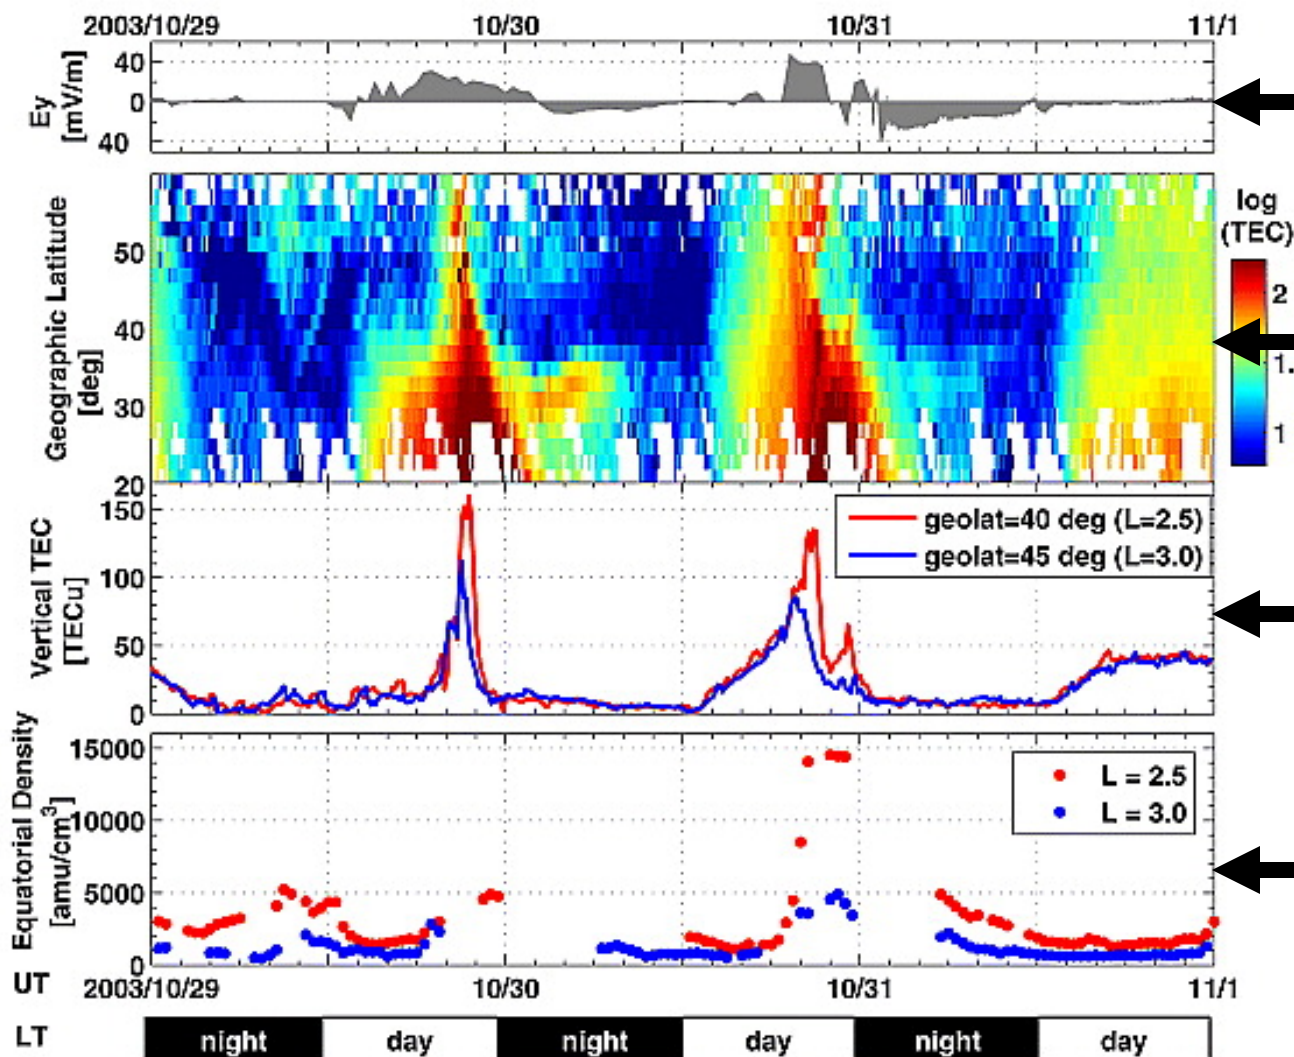 2003/10/29 10/30 10/31 11/1
Ey
[mV/m]
40
0
40
Geographic Latitude
[deg]
50
40
30
20
log
(TEC)
2
1.
1
Vertical TEC
[TECu]
150
100
50
0
geolat=40 deg (L=2.5)
geolat=45 deg (L=3.0)
Equatorial Density
[amu/cm³]
15000
10000
5000
0
L = 2.5
L = 3.0
UT 2003/10/29 10/30 10/31 11/1
LT night day night day night day